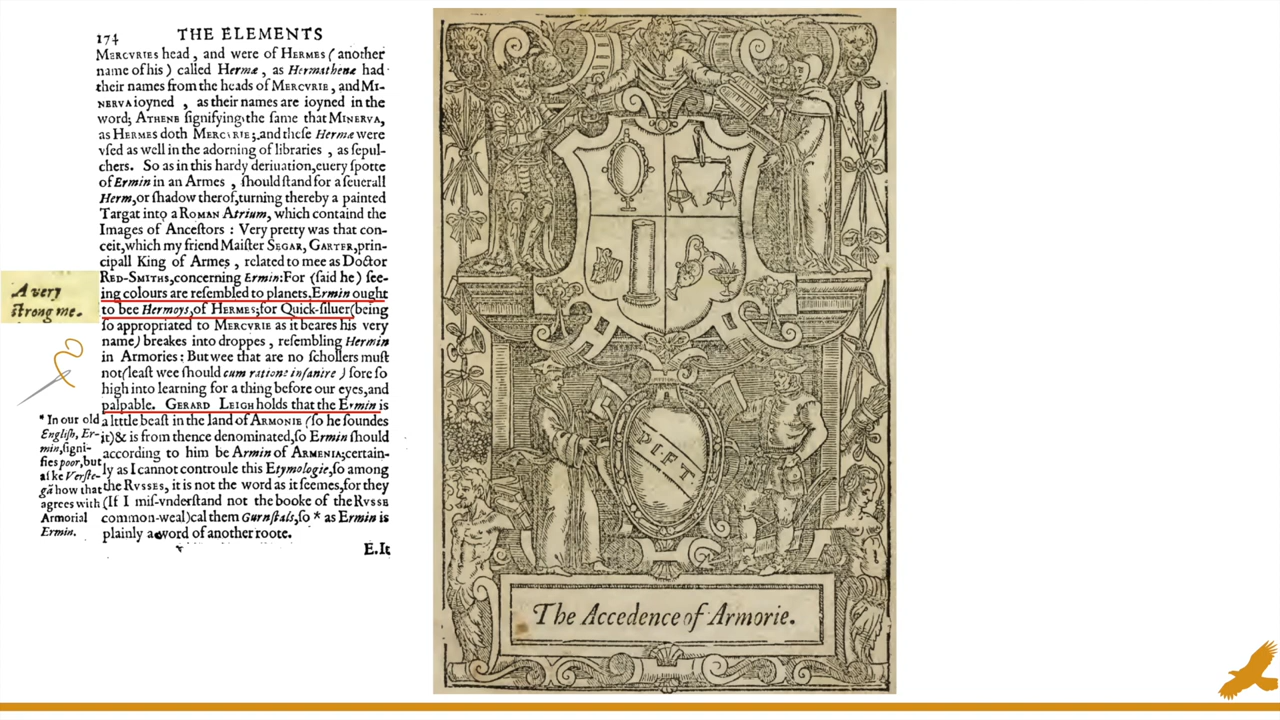 174 THE ELEMENTS
MERCVRIES head, and were of HERMES (another
name of his) called Hermæ, as Hermathenæ had
their names from the heads of MERCVRIE, and MI-
NERVA ioyned, as their names are ioyned in the
word; ATHENE signifying the same that MINERVA,
as HERMES doth MERCVRIE; and theſe Hermæ were
vſed as well in the adorning of libraries, as ſepul-
chers. So as in this hardy deriuation, euery ſpotte
of Ermin in an Armes, ſhould ſtand for a ſeuerall
Herm, or ſhadow therof, turning thereby a painted
Targat into a ROMAN Atrium, which containd the
Images of Anceſtors: Very pretty was that con-
ceit, which my friend Maiſter SEGAR, GARTER, prin-
cipall King of Armes, related to mee as Doctor
RED-SMITHS, concerning Ermin: For (ſaid he) ſee-
ing colours are reſembled to planets, Ermin ought
to bee Hermoys, of HERMES; for Quick-ſiluer (being
ſo appropriated to MERCVRIE as it beares his very
name) breakes into droppes, reſembling Hermin
in Armories: But wee that are no ſchollers muſt
not (leaſt wee ſhould cum ratione inſanire) ſore ſo
high into learning for a thing before our eyes, and
palpable. GERARD LEIGH holds that the Ermin is
a little beaſt in the land of ARMONIE (ſo he ſoundes
it) & is from thence denominated, ſo Ermin ſhould
according to him be Armin of ARMENIA; certain-
ly as I cannot controule this Etymologie, ſo among
the RVSSES, it is not the word as it ſeemes, for they
(If I miſ-vnderſtand not the booke of the RVSSE
common-weal) cal them Gurnſtals, ſo * as Ermin is
plainly a word of another roote.
E. It
A very
ſtrong me.
* In our old
Engliſh, Er-
min, ſigni-
fies poor, but
aſke Verſte-
gā how that
agrees with
Armorial
Ermin.
P.I.F.T.
The Accedence of Armorie.